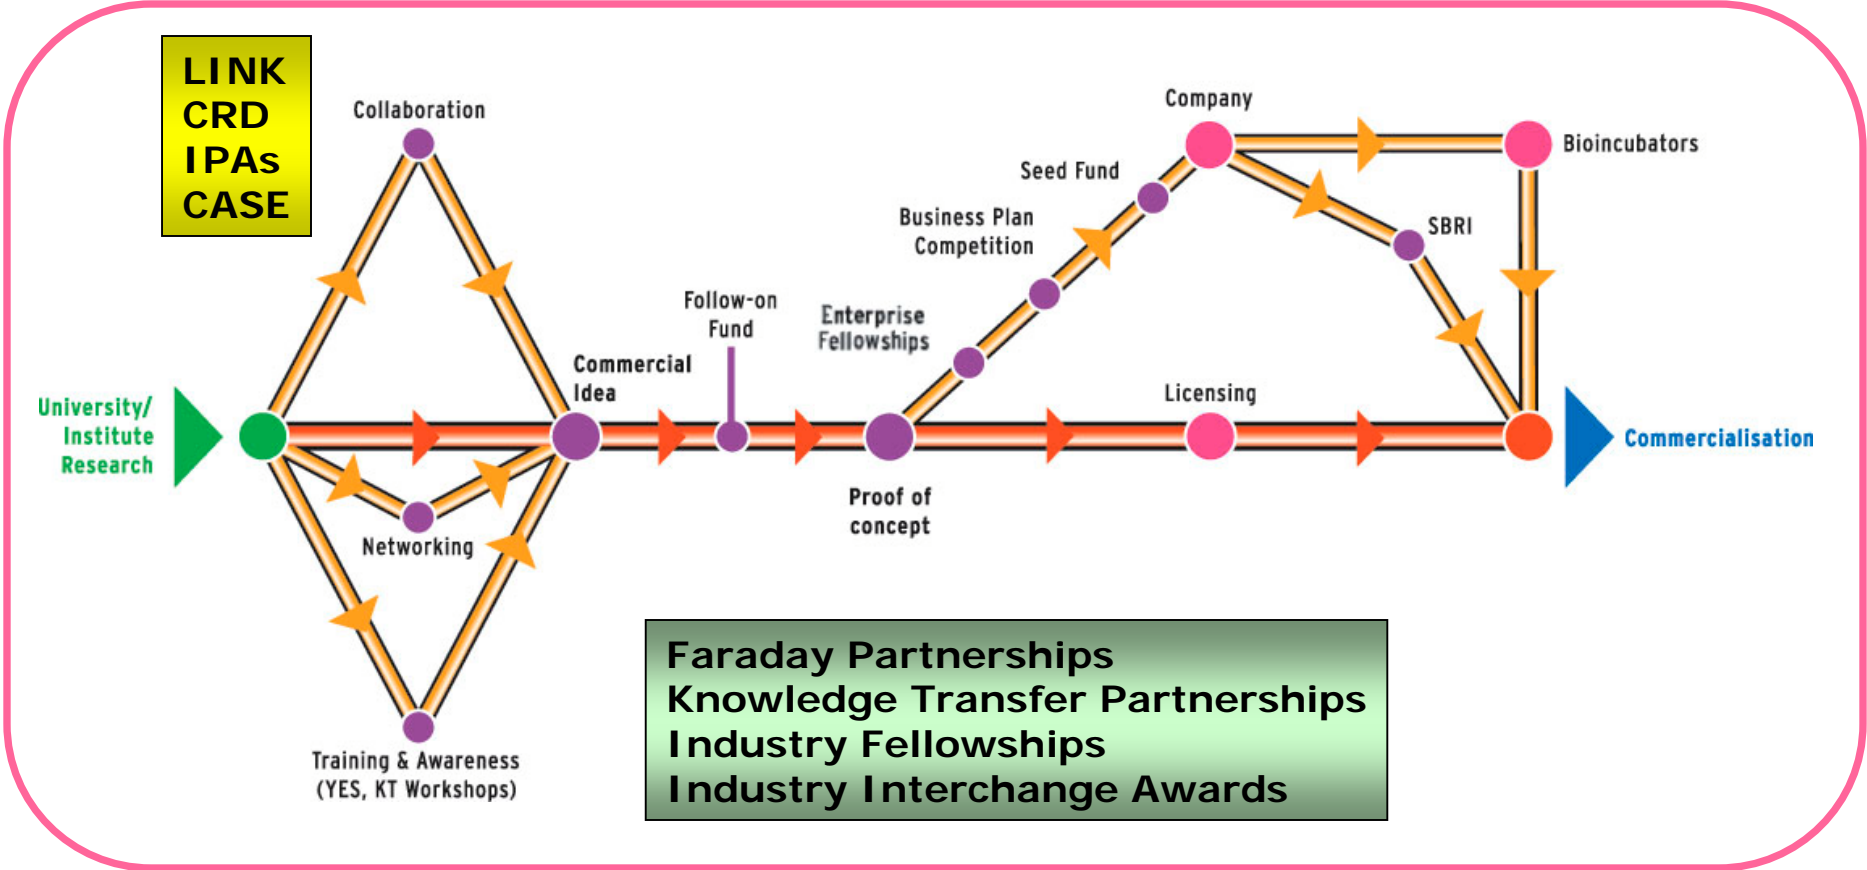 LINK
CRD
IPAs
CASE
Collaboration
University/
Institute
Research
Networking
Training & Awareness
(YES, KT Workshops)
Commercial
Idea
Follow-on
Fund
Proof of
concept
Enterprise
Fellowships
Business Plan
Competition
Seed Fund
Company
Bioincubators
SBRI
Licensing
Commercialisation
Faraday Partnerships
Knowledge Transfer Partnerships
Industry Fellowships
Industry Interchange Awards